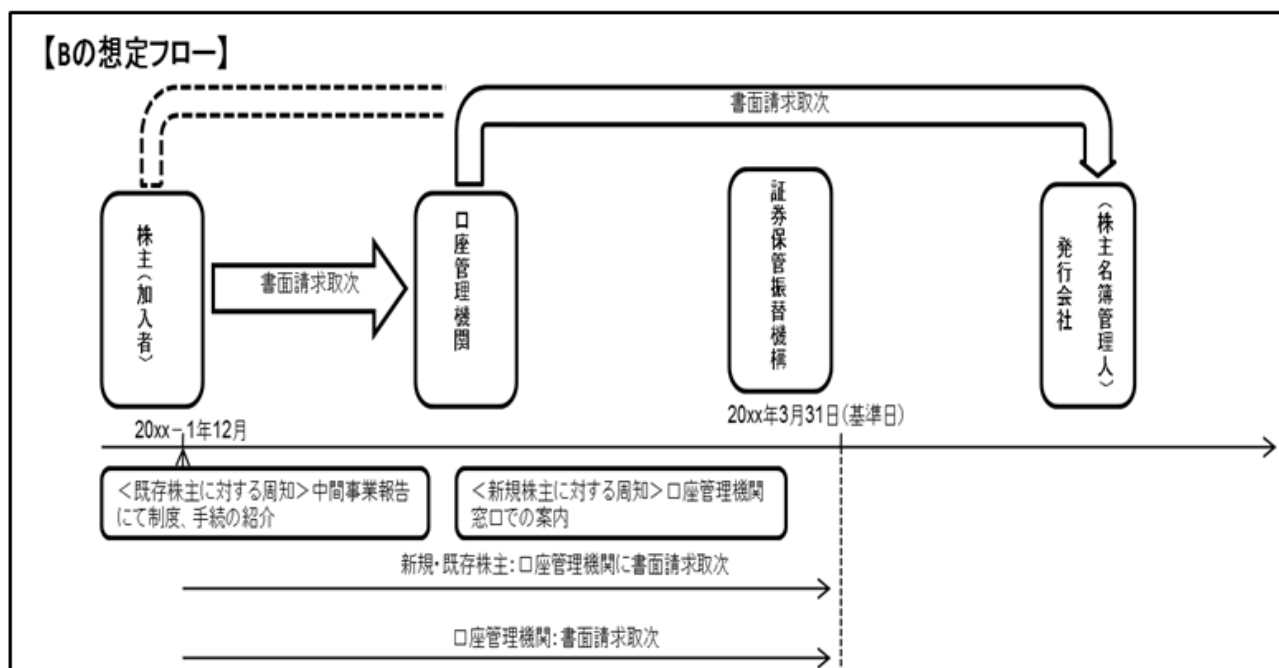 【Bの想定フロー】
書面請求取次
株主（加入者）
書面請求取次
口座管理機関
証券保管振替機構
（株主名簿管理人）
発行会社
20xx－1年12月
20xx年3月31日（基準日）
＜既存株主に対する周知＞中間事業報告
にて制度、手続の紹介
＜新規株主に対する周知＞口座管理機関
窓口での案内
新規・既存株主：口座管理機関に書面請求取次
口座管理機関：書面請求取次